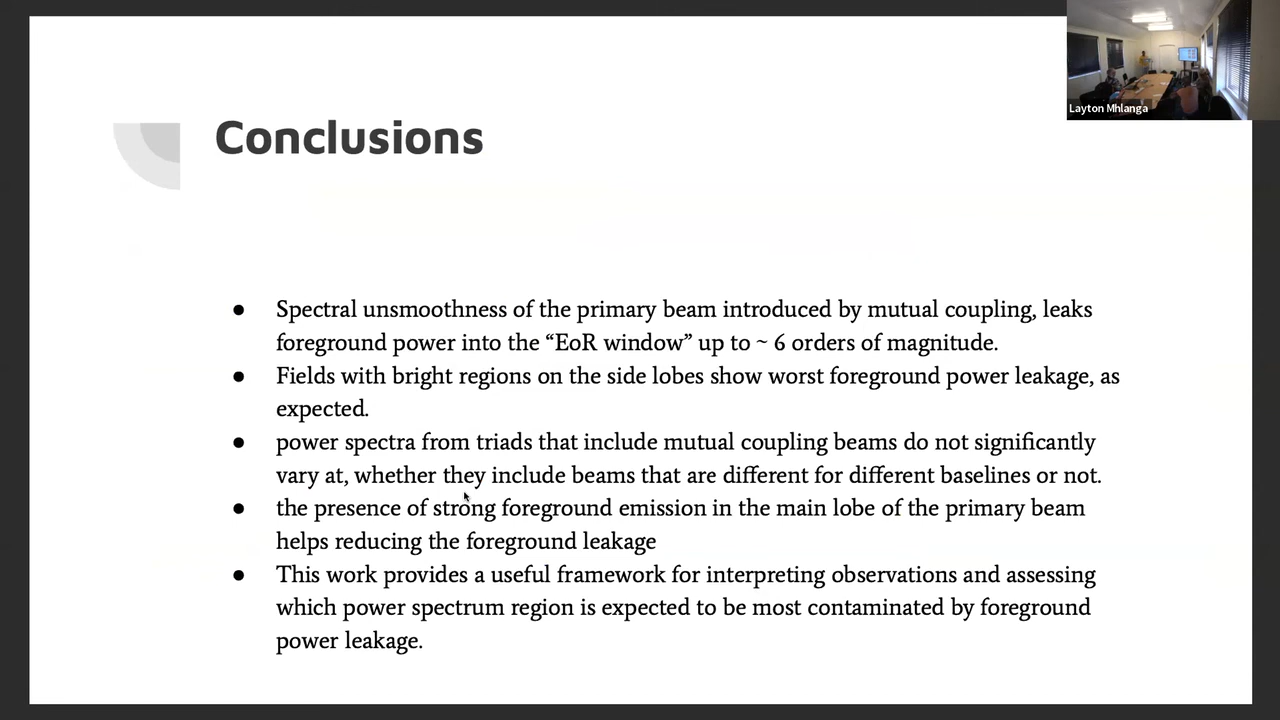 Layton Mhlanga
Conclusions
● Spectral unsmoothness of the primary beam introduced by mutual coupling, leaks
foreground power into the “EoR window” up to ~ 6 orders of magnitude.
● Fields with bright regions on the side lobes show worst foreground power leakage, as
expected.
● power spectra from triads that include mutual coupling beams do not significantly
vary at, whether they include beams that are different for different baselines or not.
● the presence of strong foreground emission in the main lobe of the primary beam
helps reducing the foreground leakage
● This work provides a useful framework for interpreting observations and assessing
which power spectrum region is expected to be most contaminated by foreground
power leakage.